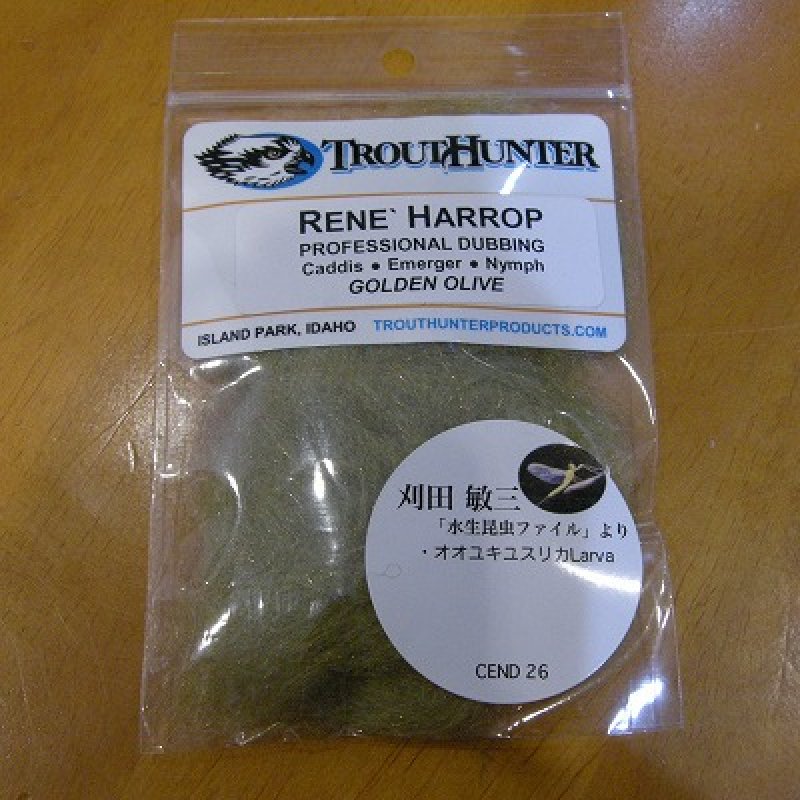 TROUTHUNTER
RENE` HARROP
PROFESSIONAL DUBBING
Caddis ● Emerger ● Nymph
GOLDEN OLIVE
ISLAND PARK, IDAHO TROUTHUNTERPRODUCTS.COM
刈田 敏三
「水生昆虫ファイル」より
・オオユキユスリカLarva
CEND 26